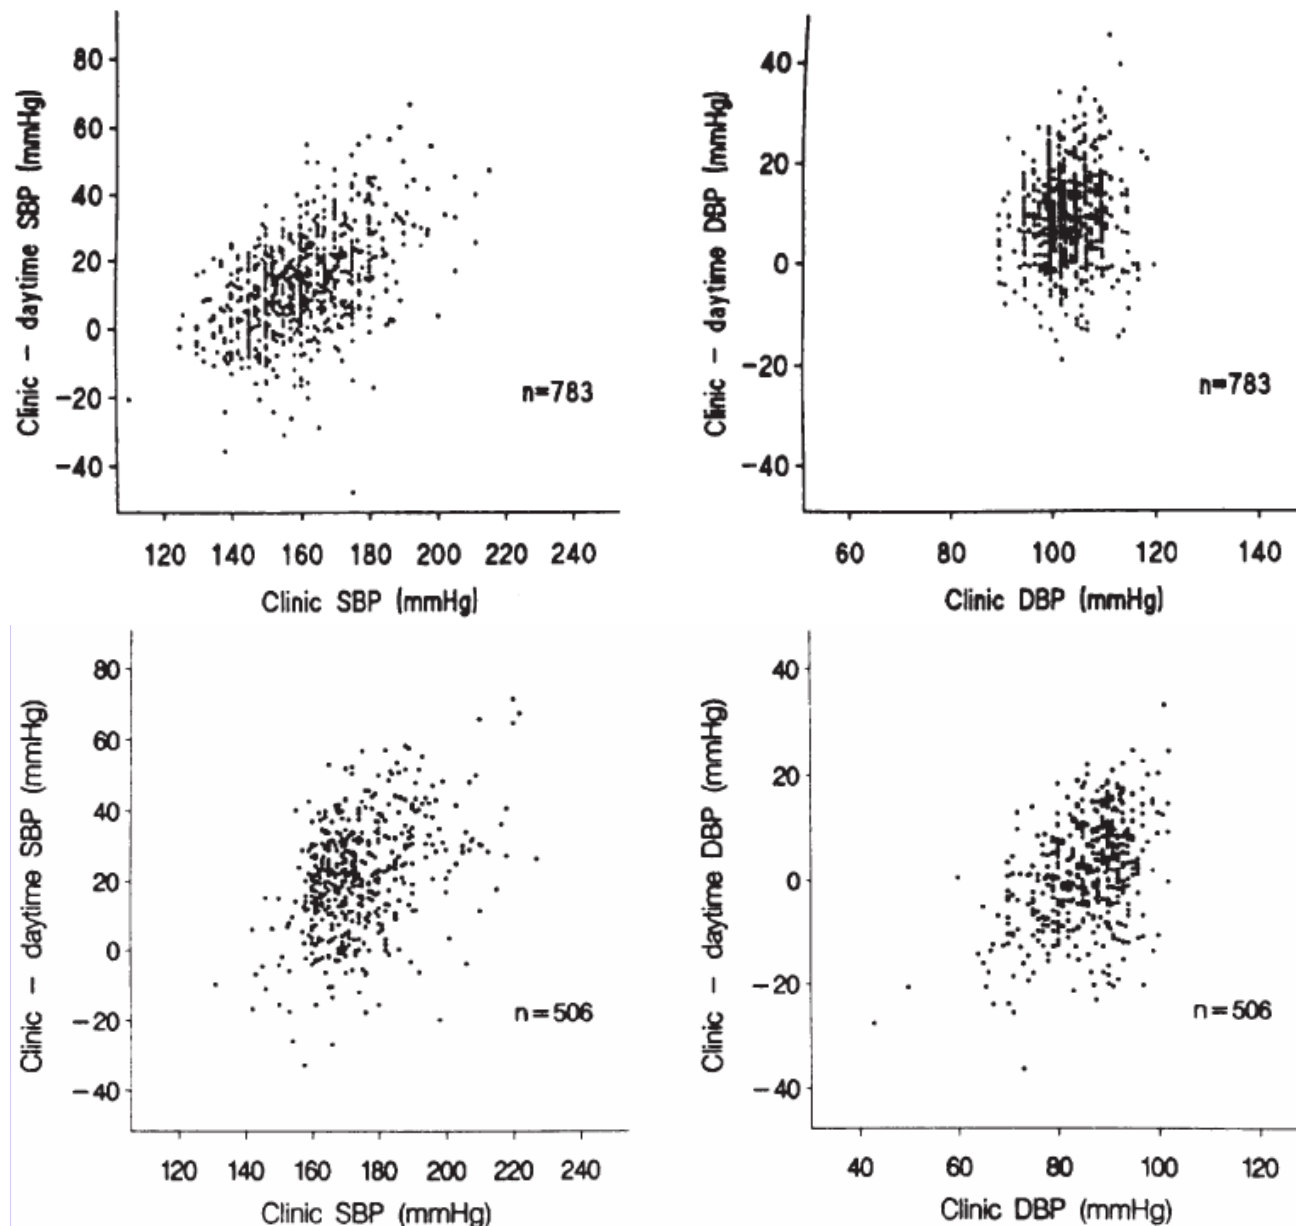 Clinic – daytime SBP (mmHg)
80
60
40
20
0
−20
−40
n=783
120 140 160 180 200 220 240
Clinic SBP (mmHg)
Clinic – daytime DBP (mmHg)
40
20
0
−20
−40
n=783
60 80 100 120 140
Clinic DBP (mmHg)
Clinic – daytime SBP (mmHg)
80
60
40
20
0
−20
−40
n=506
120 140 160 180 200 220 240
Clinic SBP (mmHg)
Clinic – daytime DBP (mmHg)
40
20
0
−20
−40
n=506
40 60 80 100 120
Clinic DBP (mmHg)